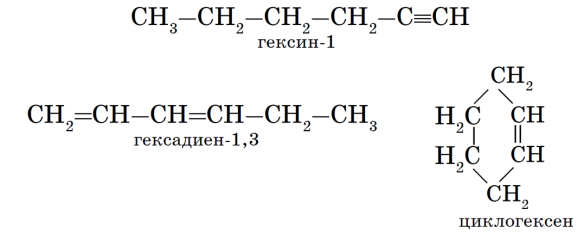 CH₃–CH₂–CH₂–CH₂–C≡CH
гексин-1
CH₂=CH–CH=CH–CH₂–CH₃
гексадиен-1,3
CH₂
H₂C CH
H₂C CH
CH₂
циклогексен